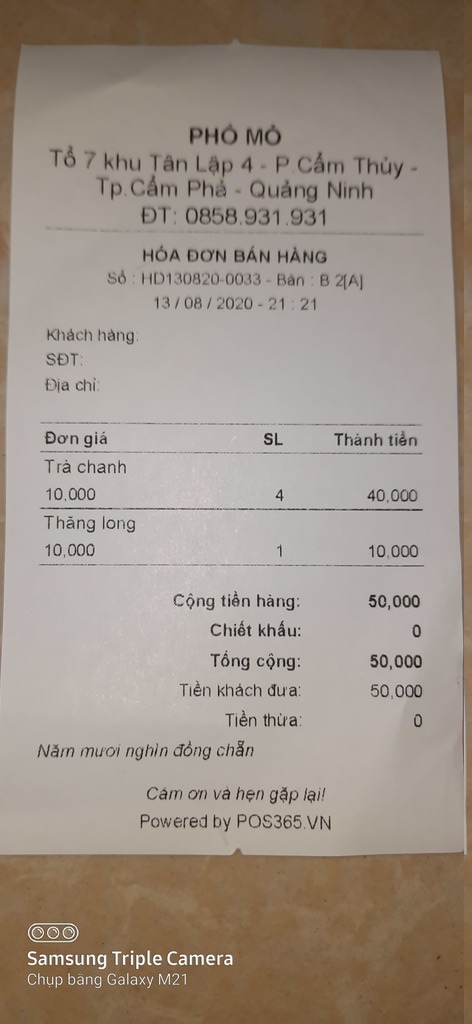 PHỐ MỎ
Tổ 7 khu Tân Lập 4 - P.Cẩm Thủy -
Tp.Cẩm Phả - Quảng Ninh
ĐT: 0858.931.931
HÓA ĐƠN BÁN HÀNG
Số : HD130820-0033 - Bàn : B 2[A]
13 / 08 / 2020 - 21 : 21
Khách hàng:
SĐT:
Địa chỉ:
Đơn giá SL Thành tiền
Trà chanh
10,000 4 40,000
Thăng long
10,000 1 10,000
Cộng tiền hàng: 50,000
Chiết khấu: 0
Tổng cộng: 50,000
Tiền khách đưa: 50,000
Tiền thừa: 0
Năm mươi nghìn đồng chẵn
Cảm ơn và hẹn gặp lại!
Powered by POS365.VN
Samsung Triple Camera
Chụp bằng Galaxy M21